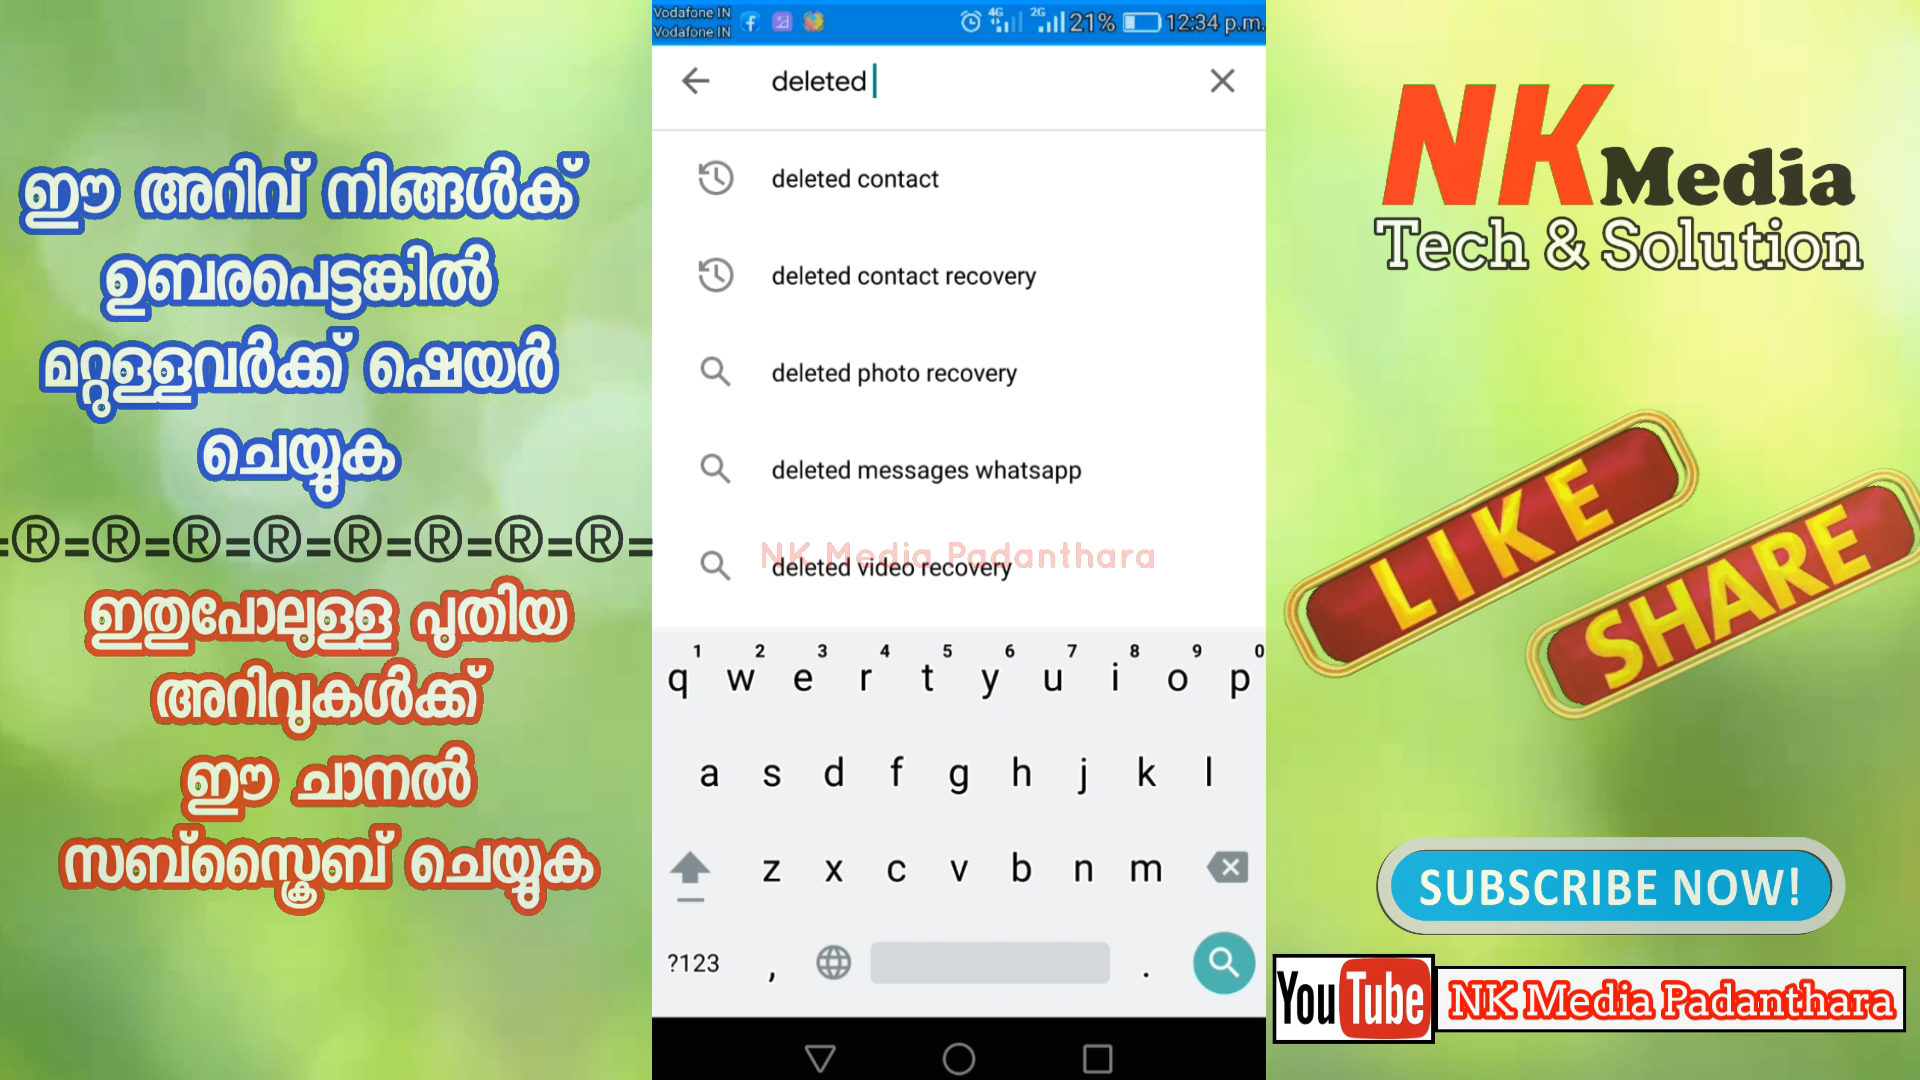 ഈ അറിവ് നിങ്ങൾക്
ഉബരപെട്ടങ്കിൽ
മറ്റുള്ളവർക്ക് ഷെയർ
ചെയ്യുക
=®=®=®=®=®=®=®=®=
ഇതുപോലുള്ള പുതിയ
അറിവുകൾക്ക്
ഈ ചാനൽ
സബ്സ്ക്രൈബ് ചെയ്യുക
Vodafone IN
Vodafone IN
4G 2G 21% 12:34 p.m.
deleted
deleted contact
deleted contact recovery
deleted photo recovery
deleted messages whatsapp
NK Media Padanthara
deleted video recovery
1 2 3 4 5 6 7 8 9 0
q w e r t y u i o p
a s d f g h j k l
z x c v b n m
?123 , .
NK Media
Tech & Solution
LIKE
SHARE
SUBSCRIBE NOW!
YouTube NK Media Padanthara